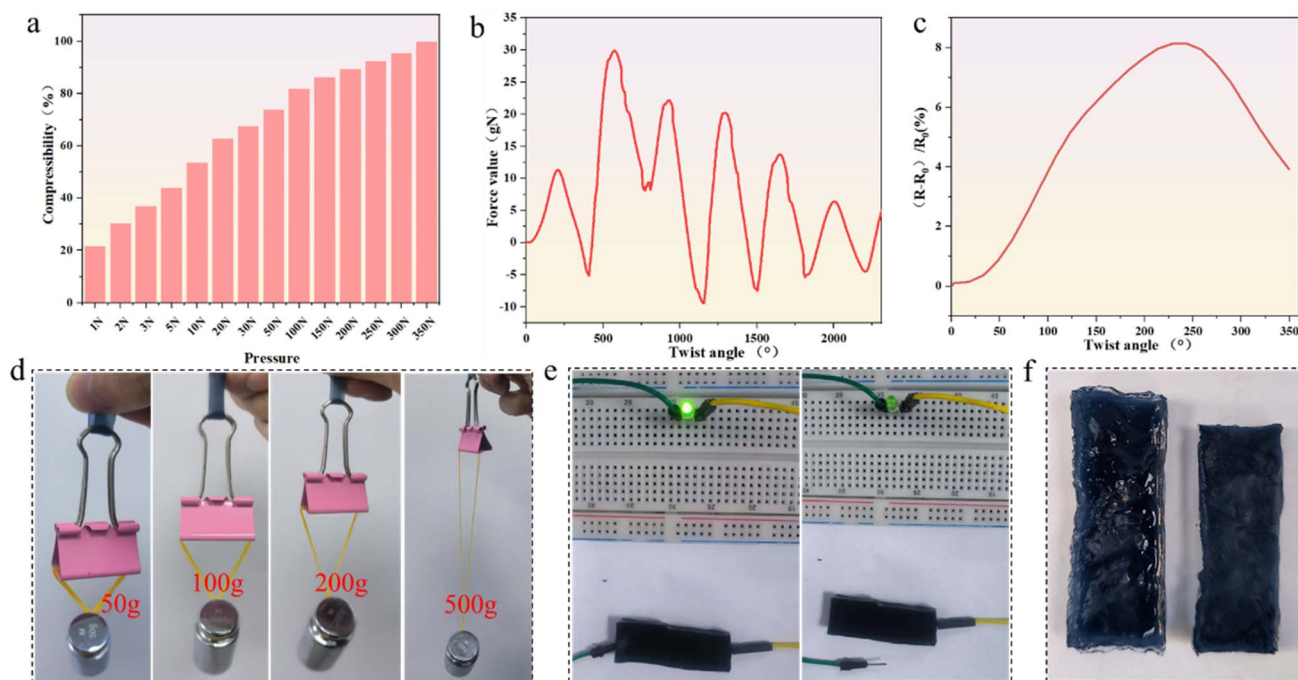 a
Compressibility（%）
100
80
60
40
20
0
1N 2N 3N 5N 10N 20N 30N 50N 100N 150N 200N 250N 300N 350N
Pressure
b
Force value（gN）
35
30
25
20
15
10
5
0
-5
-10
0 500 1000 1500 2000
Twist angle（°）
c
（R-R₀）/R₀(%)
8
6
4
2
0
0 50 100 150 200 250 300 350
Twist angle（°）
d
50g
100g
200g
500g
e
f